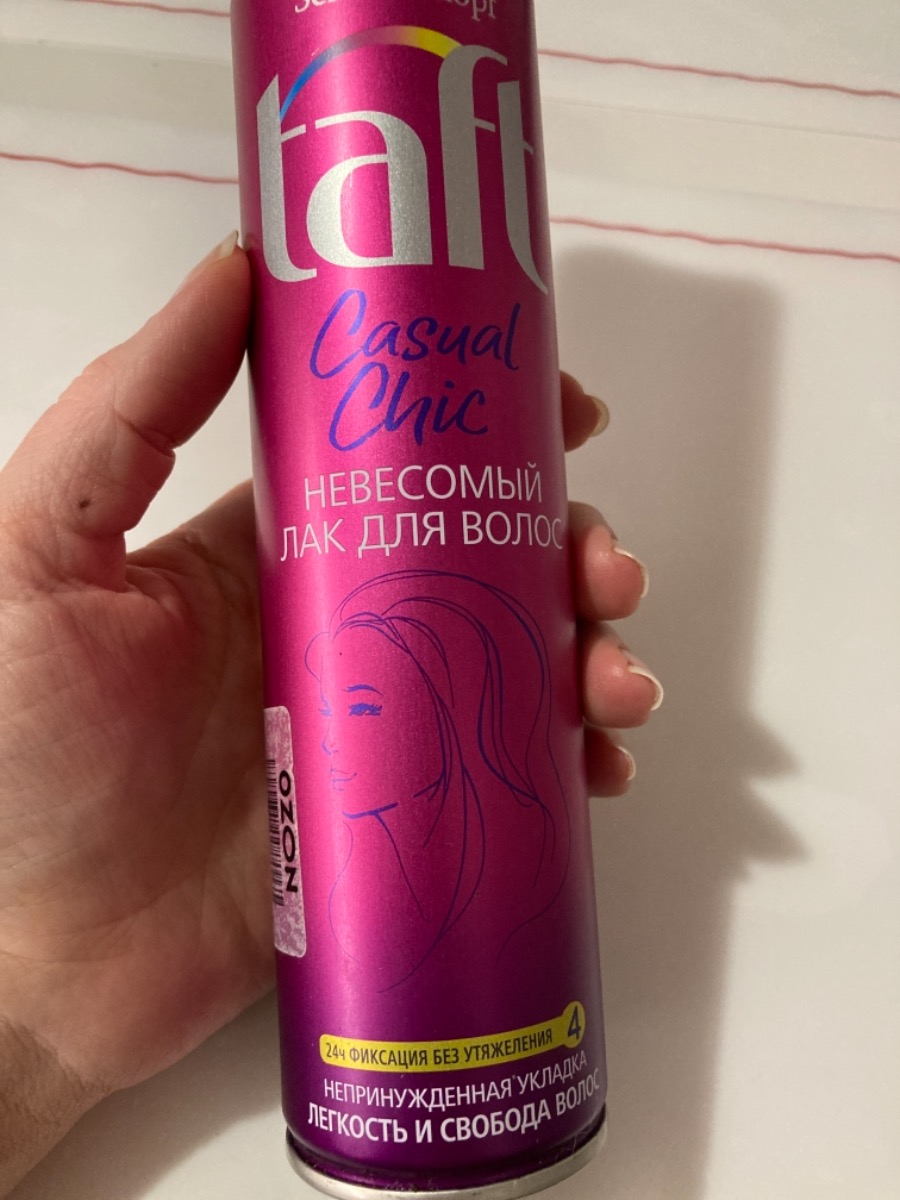 taft
Casual
Chic
НЕВЕСОМЫЙ
ЛАК ДЛЯ ВОЛОС
OZON
24ч ФИКСАЦИЯ БЕЗ УТЯЖЕЛЕНИЯ 4
НЕПРИНУЖДЕННАЯ УКЛАДКА
ЛЕГКОСТЬ И СВОБОДА ВОЛОС